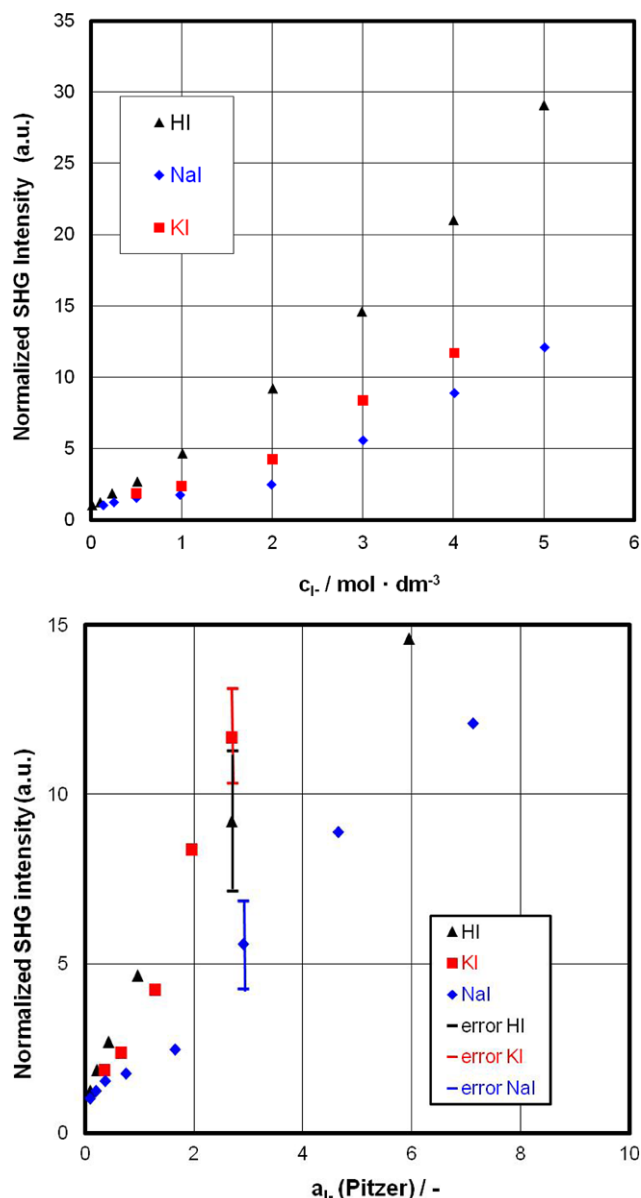 35
30
25
20
15
10
5
0
Normalized SHG Intensity (a.u.)
HI
NaI
KI
0 1 2 3 4 5 6
cI- / mol · dm-3
15
10
5
0
Normalized SHG intensity (a.u.)
HI
KI
NaI
error HI
error KI
error NaI
0 2 4 6 8 10
aI- (Pitzer) / -